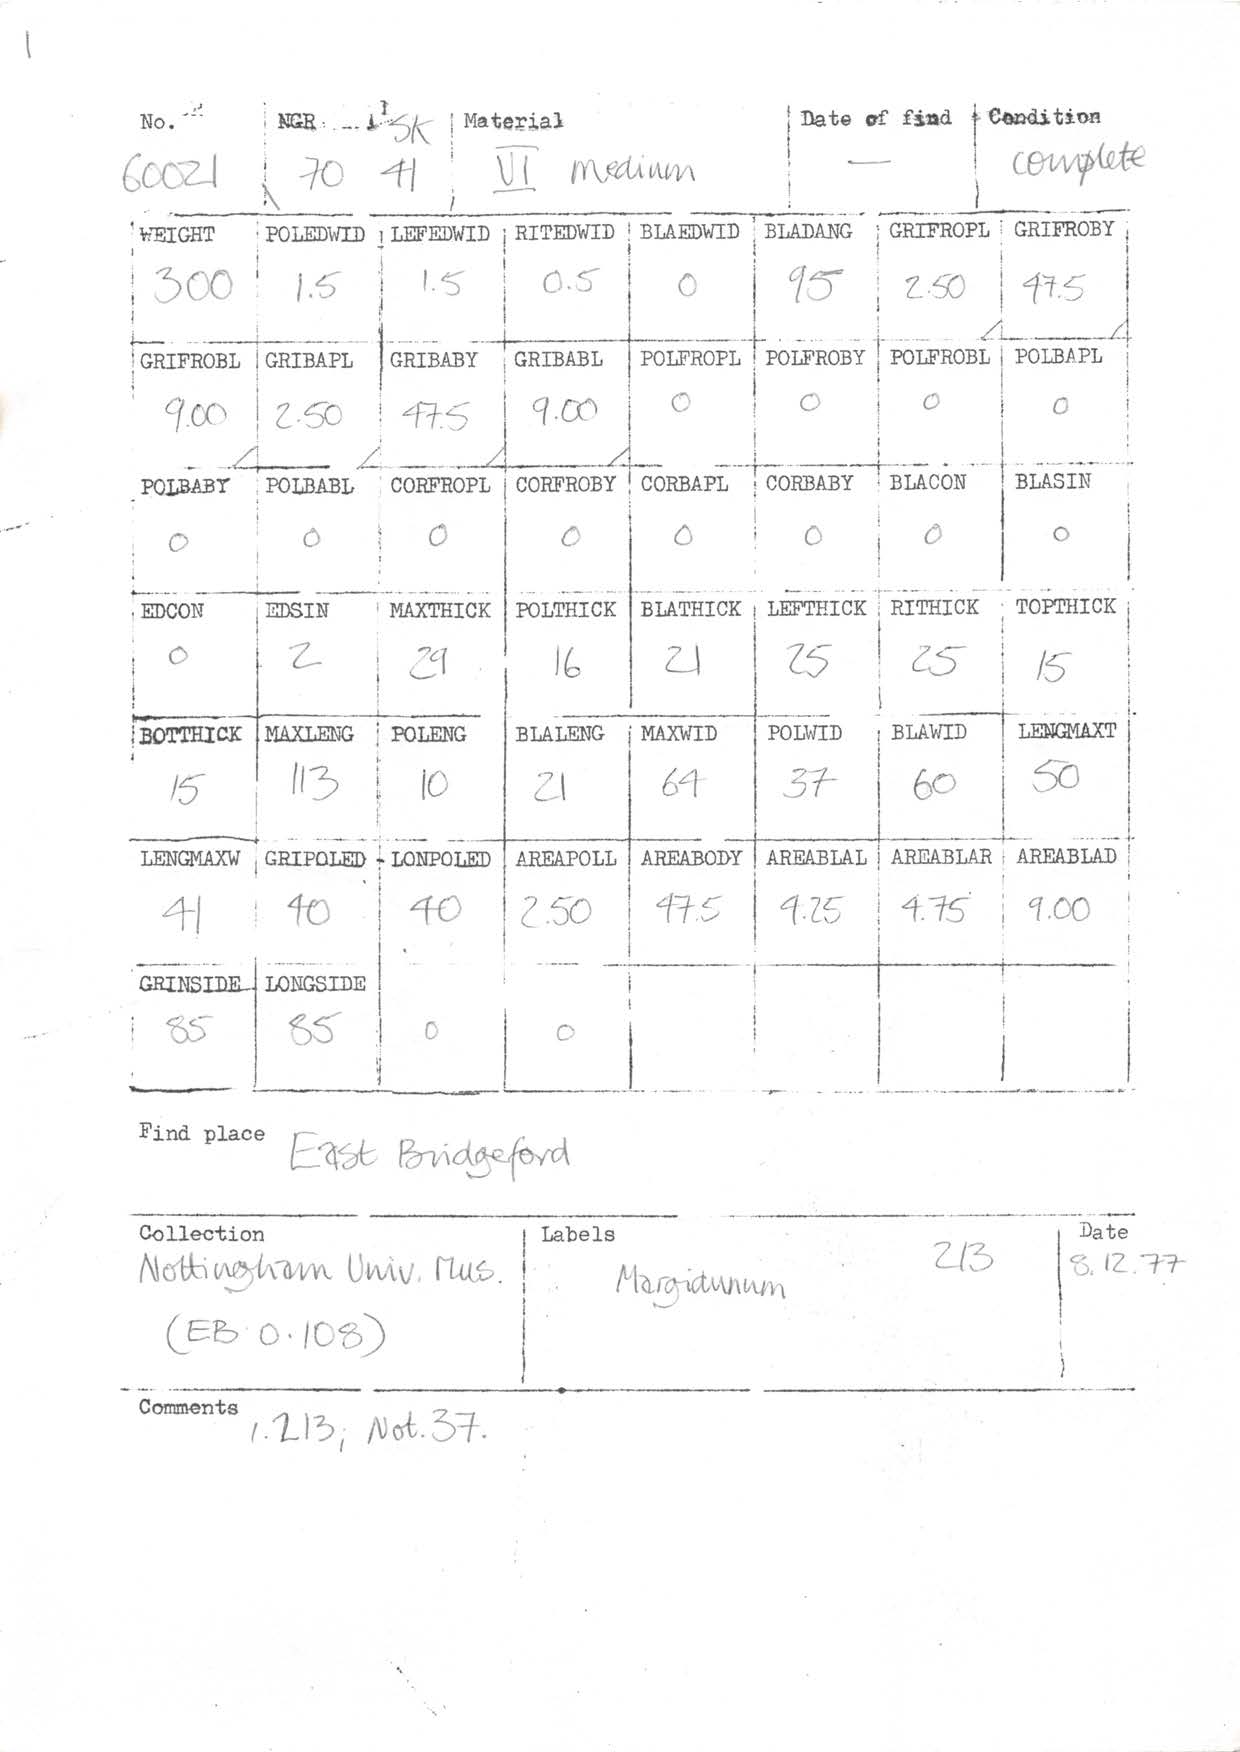 1
No. NGR SK Material Date of find Condition
60021 70 41 VI medium — complete
WEIGHT POLEDWID LEFEDWID RITEDWID BLAEDWID BLADANG GRIFROPL GRIFROBY
300 1.5 1.5 0.5 0 95 2.50 47.5
GRIFROBL GRIBAPL GRIBABY GRIBABL POLFROPL POLFROBY POLFROBL POLBAPL
9.00 2.50 47.5 9.00 0 0 0 0
POLBABY POLBABL CORFROPL CORFROBY CORBAPL CORBABY BLACON BLASIN
0 0 0 0 0 0 0 0
EDCON EDSIN MAXTHICK POLTHICK BLATHICK LEFTHICK RITHICK TOPTHICK
0 2 29 16 21 25 25 15
BOTTHICK MAXLENG POLENG BLALENG MAXWID POLWID BLAWID LENGMAXT
15 113 10 21 64 37 60 50
LENGMAXW GRIPOLED LONPOLED AREAPOLL AREABODY AREABLAL AREABLAR AREABLAD
41 40 40 2.50 47.5 4.25 4.75 9.00
GRINSIDE LONGSIDE
85 85 0 0
Find place East Bridgeford
Collection Labels Date
Nottingham Univ. Mus. Margidunum 213 8.12.77
(EB 0.108)
Comments 1.213; Not.37.